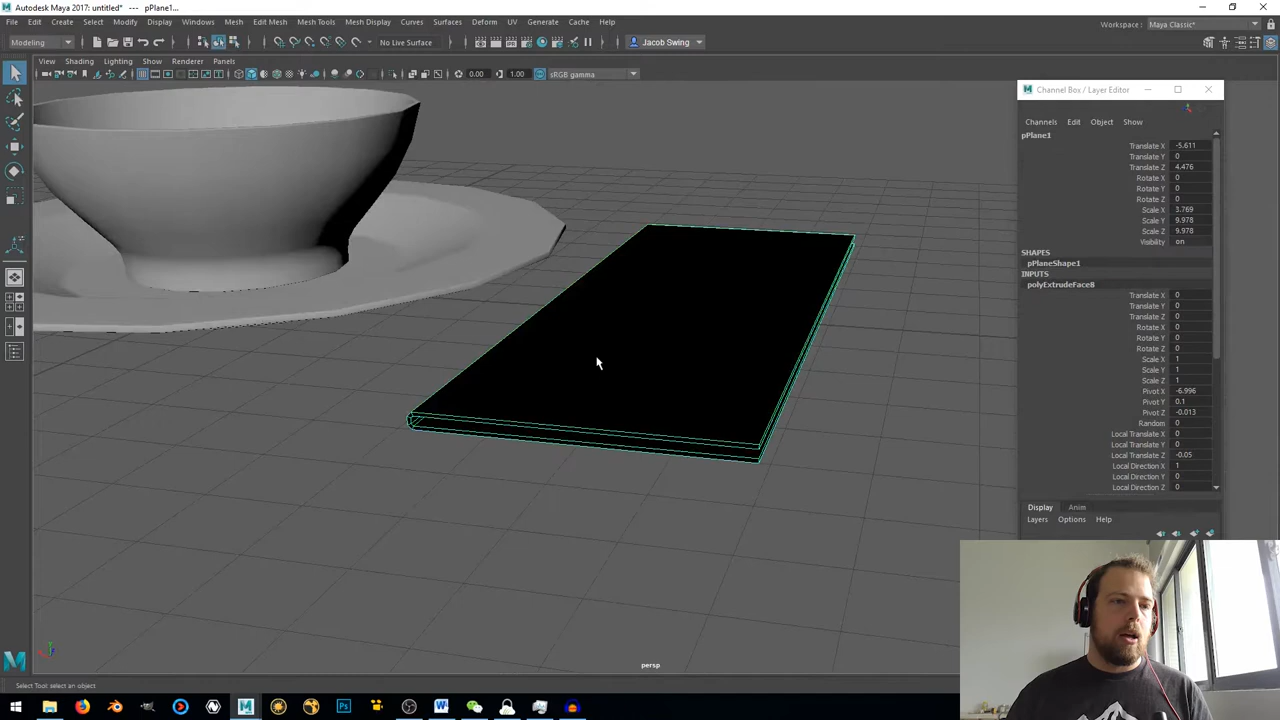 Autodesk Maya 2017: untitled* --- pPlane1...
File Edit Create Select Modify Display Windows Mesh Edit Mesh Mesh Tools Mesh Display Curves Surfaces Deform UV Generate Cache Help
Workspace: Maya Classic*
Modeling No Live Surface Jacob Swing
View Shading Lighting Show Renderer Panels
0.00 1.00 sRGB gamma
Channel Box / Layer Editor
Channels Edit Object Show
pPlane1
Translate X -5.611
Translate Y 0
Translate Z 4.476
Rotate X 0
Rotate Y 0
Rotate Z 0
Scale X 3.769
Scale Y 9.978
Scale Z 9.978
Visibility on
SHAPES
pPlaneShape1
INPUTS
polyExtrudeFace8
Translate X 0
Translate Y 0
Translate Z 0
Rotate X 0
Rotate Y 0
Rotate Z 0
Scale X 1
Scale Y 1
Scale Z 1
Pivot X -6.996
Pivot Y 0.1
Pivot Z -0.013
Random 0
Local Translate X 0
Local Translate Y 0
Local Translate Z -0.05
Local Direction X 1
Local Direction Y 0
Local Direction Z 0
Display Anim
Layers Options Help
persp
Select Tool: select an object